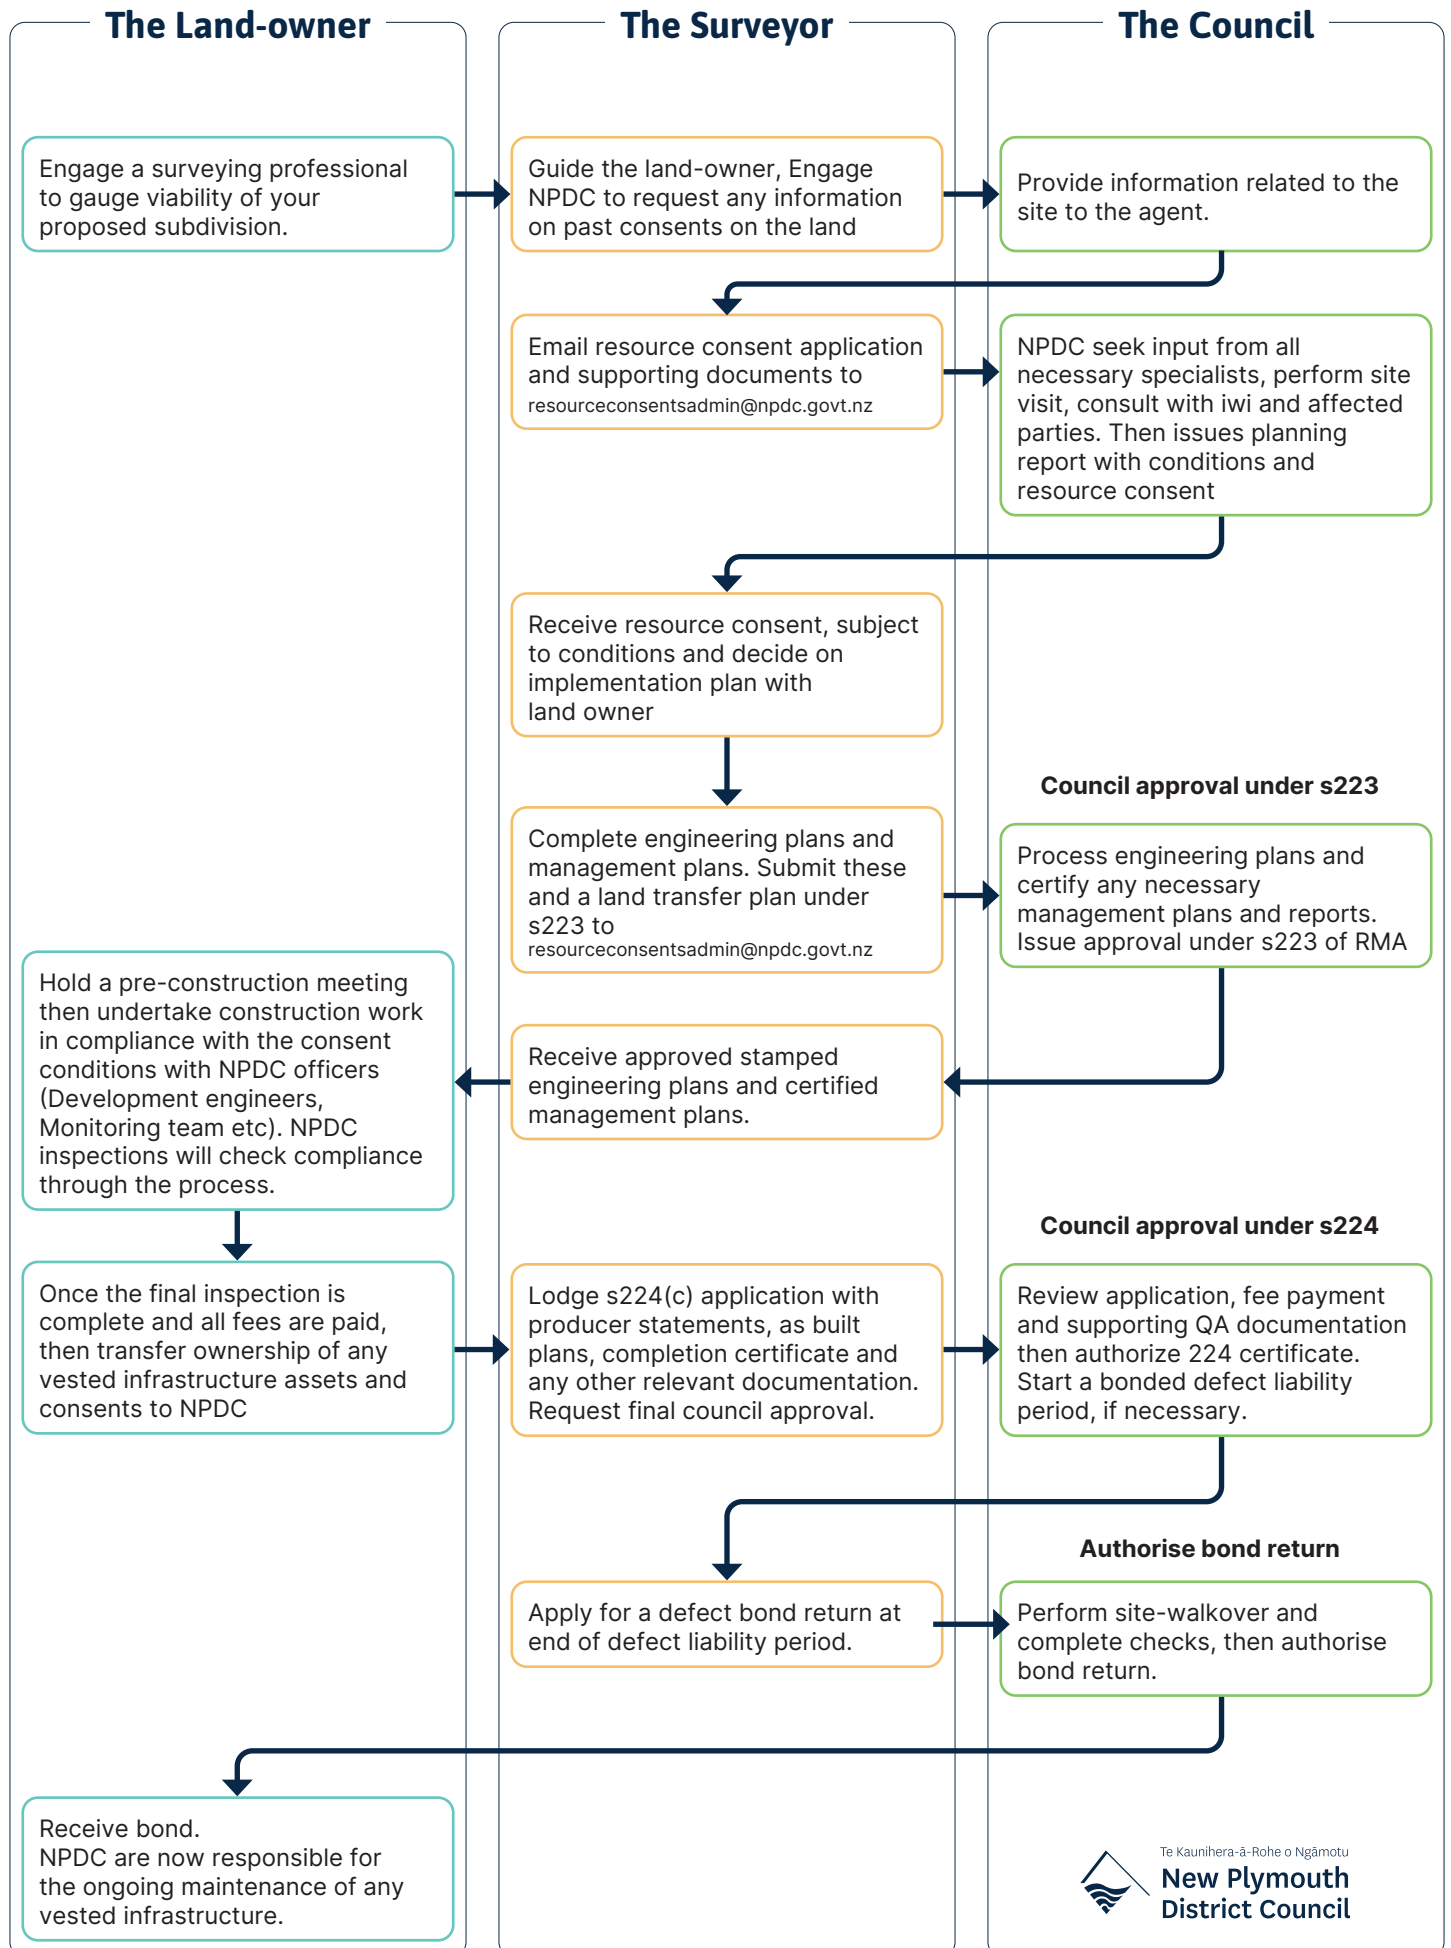 The Land-owner
The Surveyor
The Council
Engage a surveying professional
to gauge viability of your
proposed subdivision.
Guide the land-owner, Engage
NPDC to request any information
on past consents on the land
Provide information related to the
site to the agent.
Email resource consent application
and supporting documents to
resourceconsentsadmin@npdc.govt.nz
NPDC seek input from all
necessary specialists, perform site
visit, consult with iwi and affected
parties. Then issues planning
report with conditions and
resource consent
Receive resource consent, subject
to conditions and decide on
implementation plan with
land owner
Complete engineering plans and
management plans. Submit these
and a land transfer plan under
s223 to
resourceconsentsadmin@npdc.govt.nz
Council approval under s223
Process engineering plans and
certify any necessary
management plans and reports.
Issue approval under s223 of RMA
Receive approved stamped
engineering plans and certified
management plans.
Hold a pre-construction meeting
then undertake construction work
in compliance with the consent
conditions with NPDC officers
(Development engineers,
Monitoring team etc). NPDC
inspections will check compliance
through the process.
Once the final inspection is
complete and all fees are paid,
then transfer ownership of any
vested infrastructure assets and
consents to NPDC
Lodge s224(c) application with
producer statements, as built
plans, completion certificate and
any other relevant documentation.
Request final council approval.
Council approval under s224
Review application, fee payment
and supporting QA documentation
then authorize 224 certificate.
Start a bonded defect liability
period, if necessary.
Apply for a defect bond return at
end of defect liability period.
Authorise bond return
Perform site-walkover and
complete checks, then authorise
bond return.
Receive bond.
NPDC are now responsible for
the ongoing maintenance of any
vested infrastructure.
Te Kaunihera-ā-Rohe o Ngāmotu
New Plymouth
District Council